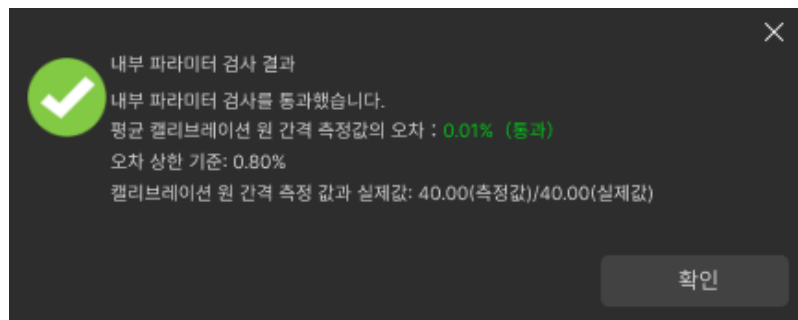 내부 파라미터 검사 결과
내부 파라미터 검사를 통과했습니다.
평균 캘리브레이션 원 간격 측정값의 오차 : 0.01% (통과)
오차 상한 기준: 0.80%
캘리브레이션 원 간격 측정 값과 실제값: 40.00(측정값)/40.00(실제값)
확인